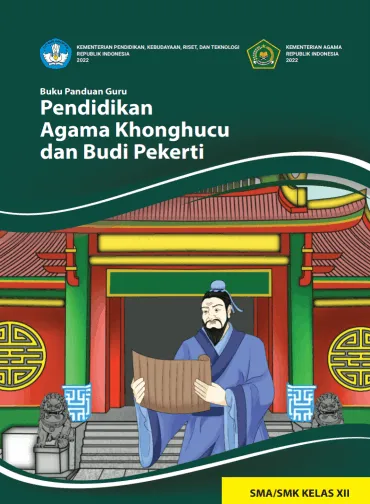 KEMENTERIAN PENDIDIKAN, KEBUDAYAAN, RISET, DAN TEKNOLOGI
REPUBLIK INDONESIA
2022
KEMENTERIAN AGAMA
REPUBLIK INDONESIA
2022
Buku Panduan Guru
Pendidikan
Agama Khonghucu
dan Budi Pekerti
SMA/SMK KELAS XII